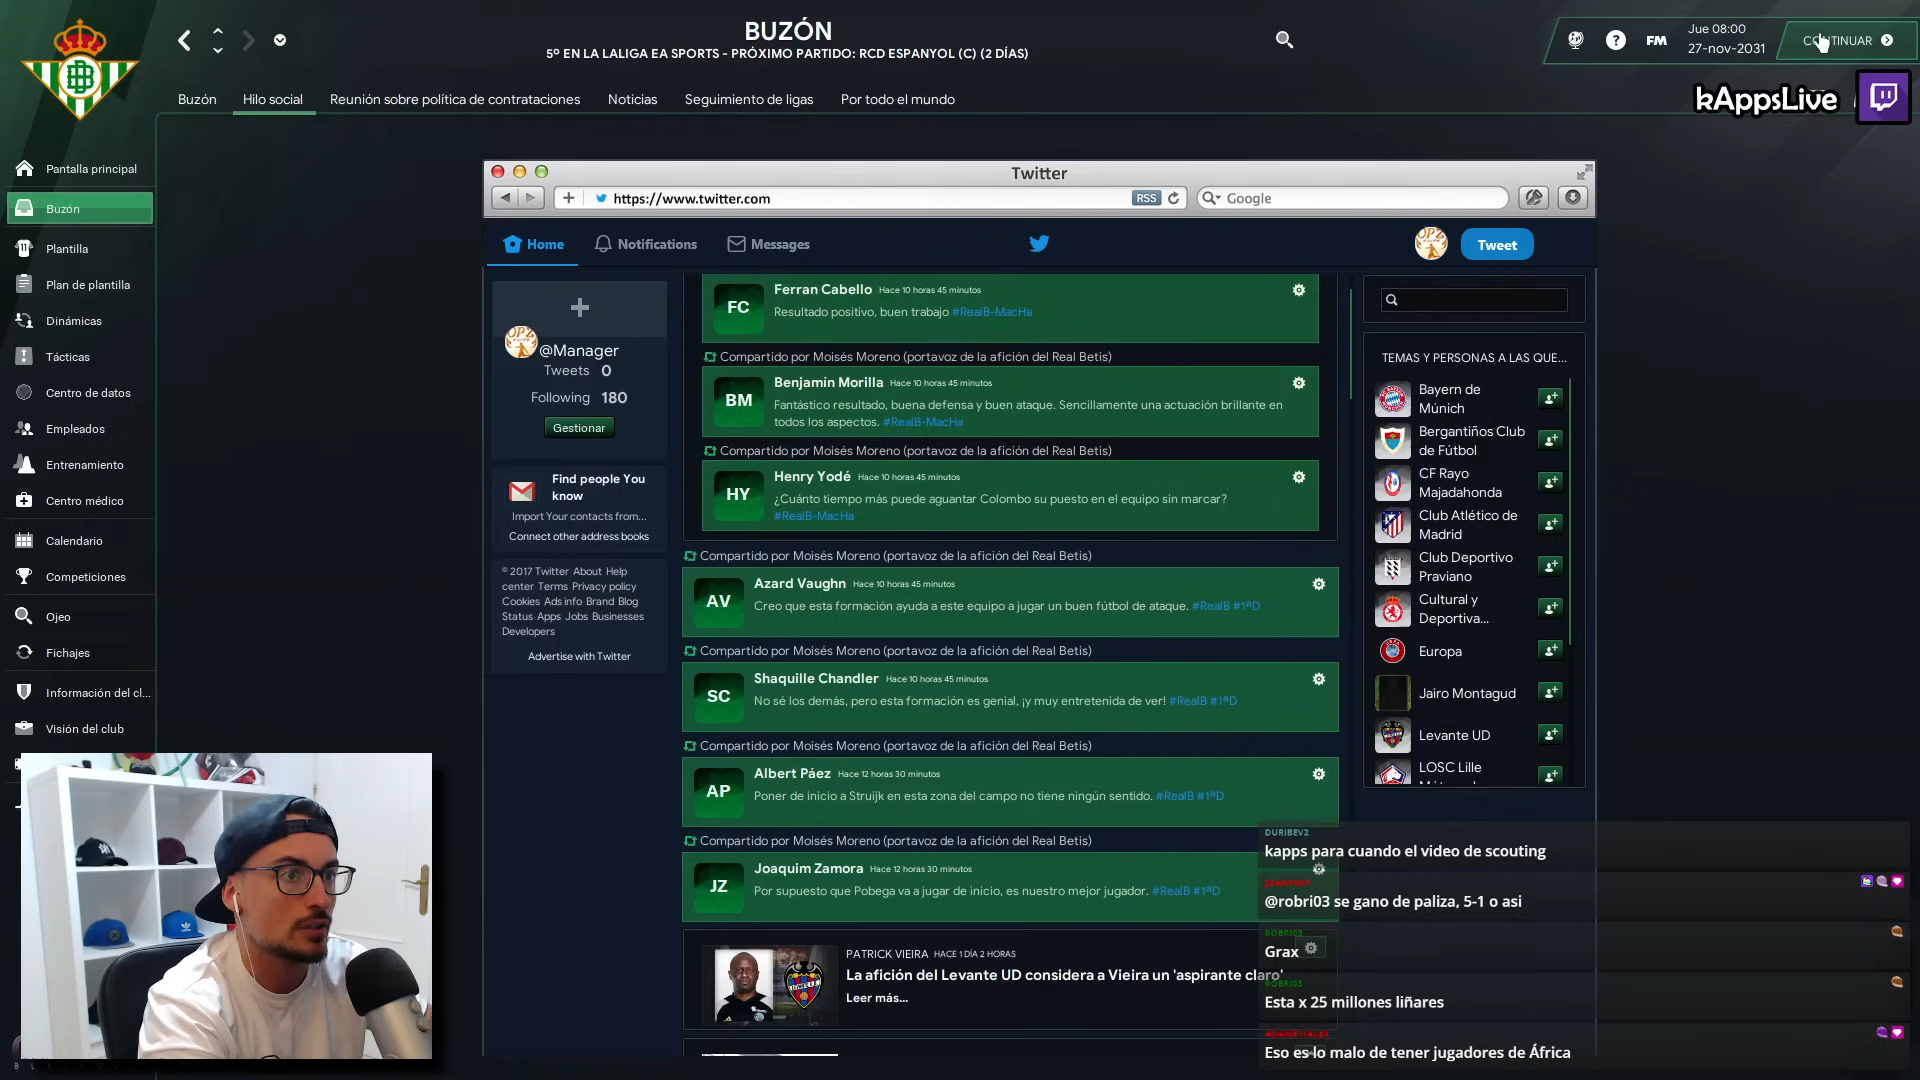 BUZÓN
5º EN LA LALIGA EA SPORTS - PRÓXIMO PARTIDO: RCD ESPANYOL (C) (2 DÍAS)
FM
Jue 08:00
27-nov-2031
CONTINUAR
kAppsLive
Buzón
Hilo social
Reunión sobre política de contrataciones
Noticias
Seguimiento de ligas
Por todo el mundo
Pantalla principal
Buzón
Plantilla
Plan de plantilla
Dinámicas
Tácticas
Centro de datos
Empleados
Entrenamiento
Centro médico
Calendario
Competiciones
Ojeo
Fichajes
Información del cl...
Visión del club
Twitter
https://www.twitter.com
RSS
Google
Home
Notifications
Messages
Tweet
@Manager
Tweets 0
Following 180
Gestionar
Find people You
know
Import Your contacts from...
Connect other address books
© 2017 Twitter About Help
center Terms Privacy policy
Cookies Ads info Brand Blog
Status Apps Jobs Businesses
Developers
Advertise with Twitter
FC
Ferran Cabello Hace 10 horas 45 minutos
Resultado positivo, buen trabajo #RealB-MacHa
Compartido por Moisés Moreno (portavoz de la afición del Real Betis)
BM
Benjamín Morilla Hace 10 horas 45 minutos
Fantástico resultado, buena defensa y buen ataque. Sencillamente una actuación brillante en
todos los aspectos. #RealB-MacHa
Compartido por Moisés Moreno (portavoz de la afición del Real Betis)
HY
Henry Yodé Hace 10 horas 45 minutos
¿Cuánto tiempo más puede aguantar Colombo su puesto en el equipo sin marcar?
#RealB-MacHa
Compartido por Moisés Moreno (portavoz de la afición del Real Betis)
AV
Azard Vaughn Hace 10 horas 45 minutos
Creo que esta formación ayuda a este equipo a jugar un buen fútbol de ataque. #RealB #1ªD
Compartido por Moisés Moreno (portavoz de la afición del Real Betis)
SC
Shaquille Chandler Hace 10 horas 45 minutos
No sé los demás, pero esta formación es genial, ¡y muy entretenida de ver! #RealB #1ªD
Compartido por Moisés Moreno (portavoz de la afición del Real Betis)
AP
Albert Páez Hace 12 horas 30 minutos
Poner de inicio a Struijk en esta zona del campo no tiene ningún sentido. #RealB #1ªD
Compartido por Moisés Moreno (portavoz de la afición del Real Betis)
JZ
Joaquim Zamora Hace 12 horas 30 minutos
Por supuesto que Pobega va a jugar de inicio, es nuestro mejor jugador. #RealB #1ªD
PATRICK VIEIRA HACE 1 DÍA 2 HORAS
La afición del Levante UD considera a Vieira un 'aspirante claro'
Leer más...
TEMAS Y PERSONAS A LAS QUE...
Bayern de
Múnich
Bergantiños Club
de Fútbol
CF Rayo
Majadahonda
Club Atlético de
Madrid
Club Deportivo
Praviano
Cultural y
Deportiva...
Europa
Jairo Montagud
Levante UD
LOSC Lille
DURIBEV2
kapps para cuando el video de scouting
@robri03 se gano de paliza, 5-1 o asi
ROBRI03
Grax
ROBRI03
Esta x 25 millones liñares
Eso es lo malo de tener jugadores de África